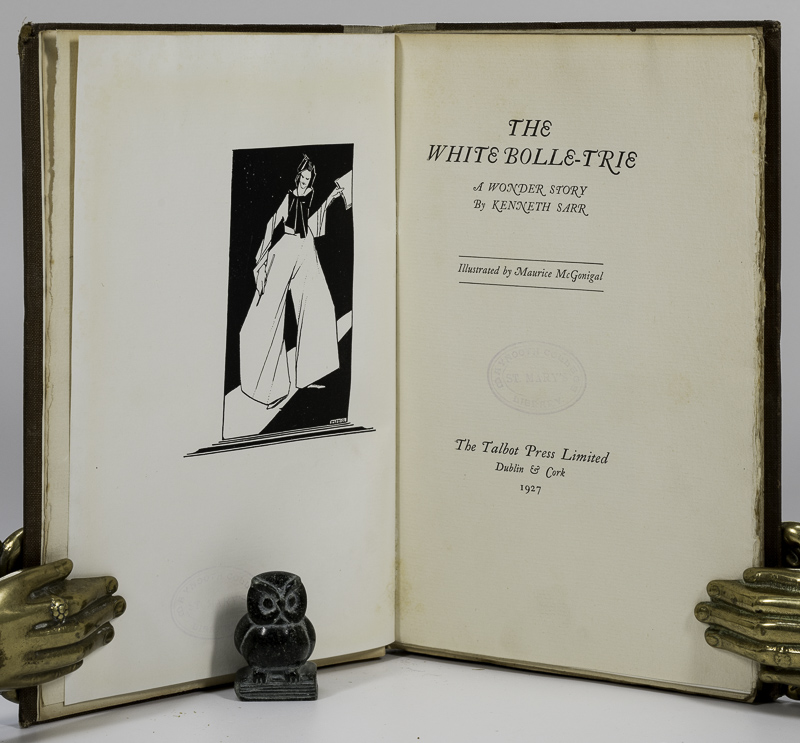 THE
WHITE BOLLE-TRIE
A WONDER STORY
By KENNETH SARR
Illustrated by Maurice McGonigal
The Talbot Press Limited
Dublin & Cork
1927